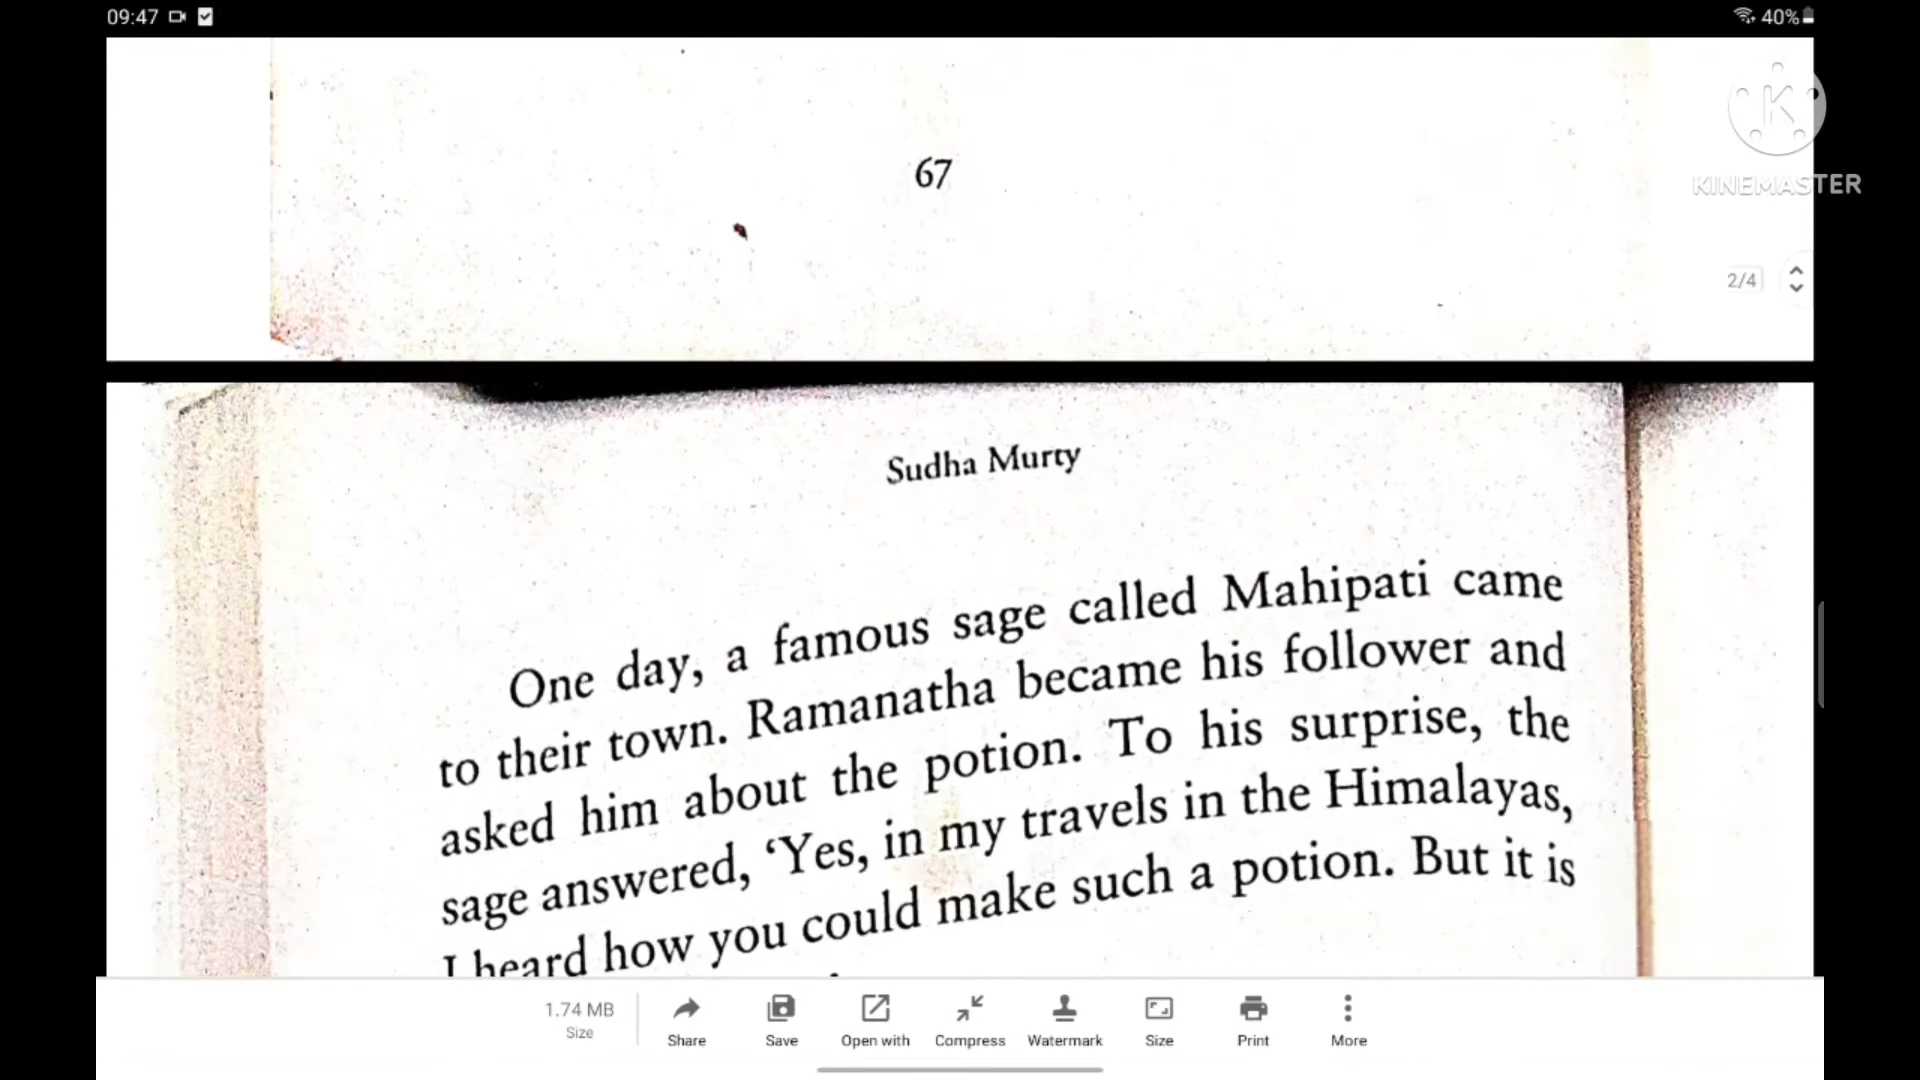 09:47
40%
K
KINEMASTER
67
2/4
Sudha Murty
One day, a famous sage called Mahipati came
to their town. Ramanatha became his follower and
asked him about the potion. To his surprise, the
sage answered, ‘Yes, in my travels in the Himalayas,
I heard how you could make such a potion. But it is
1.74 MB
Size
Share
Save
Open with
Compress
Watermark
Size
Print
More